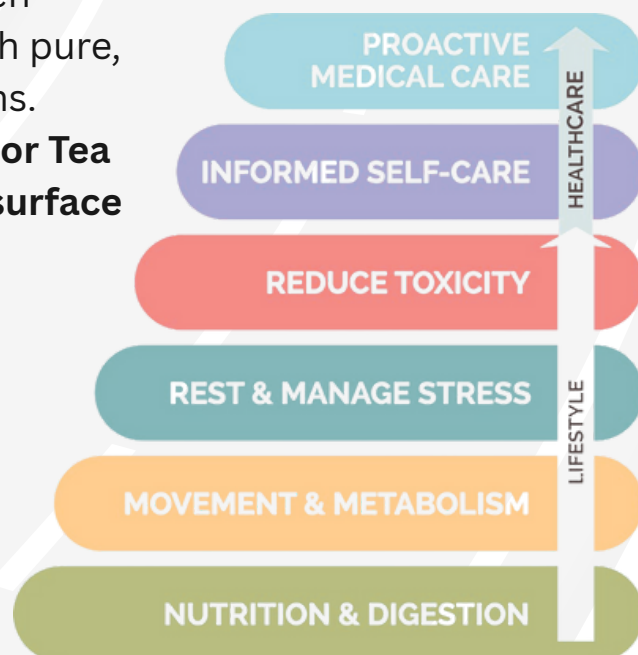 h pure,
ns.
or Tea
surface
PROACTIVE
MEDICAL CARE
INFORMED SELF-CARE
REDUCE TOXICITY
REST & MANAGE STRESS
MOVEMENT & METABOLISM
NUTRITION & DIGESTION
HEALTHCARE
LIFESTYLE